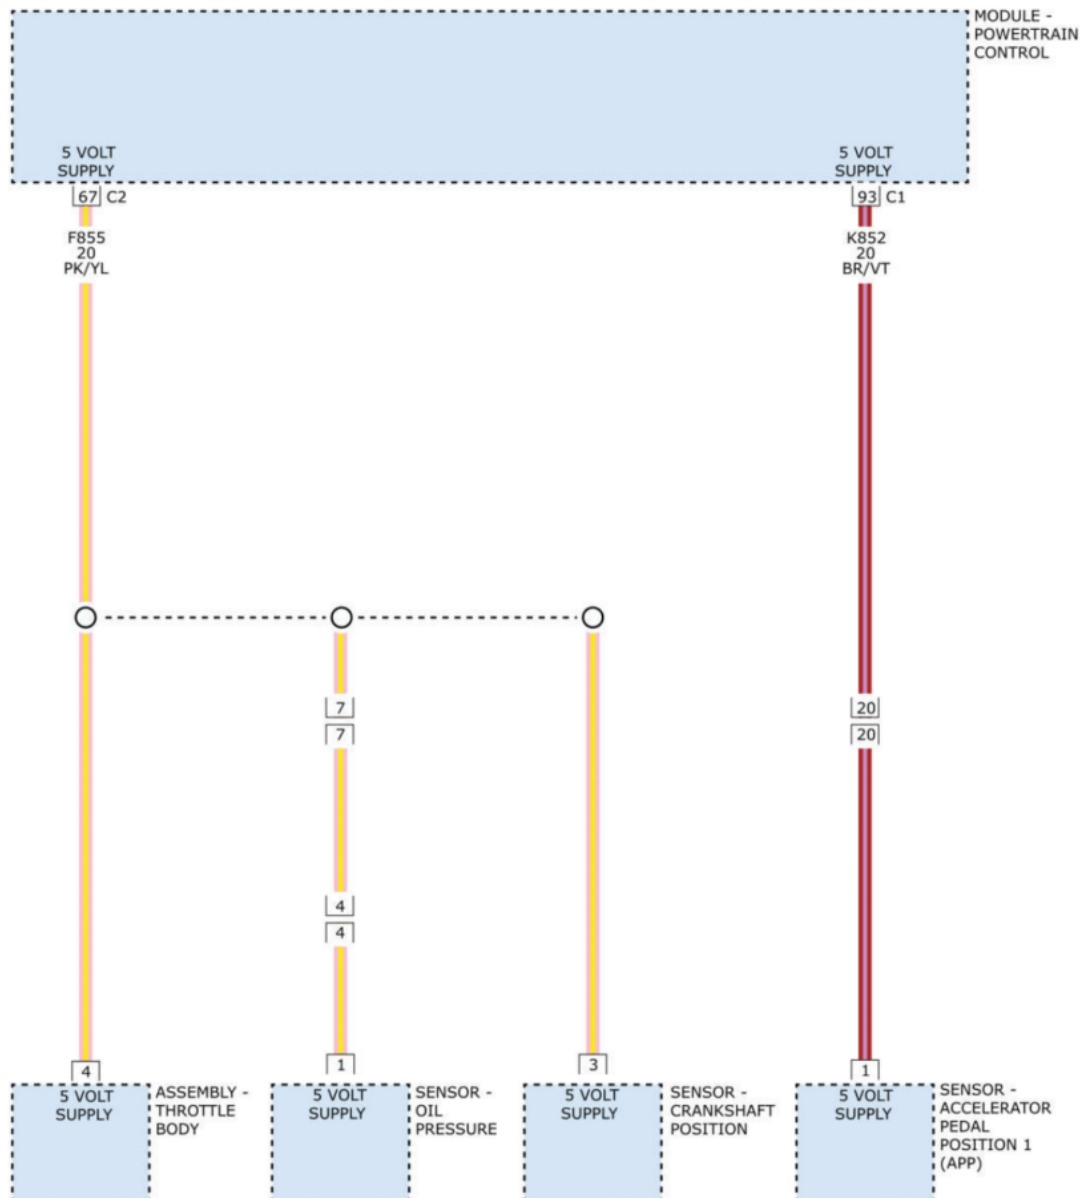 MODULE -
POWERTRAIN
CONTROL
5 VOLT
SUPPLY
5 VOLT
SUPPLY
67 C2
93 C1
F855
20
PK/YL
K852
20
BR/VT
7
7
20
20
4
4
4
1
3
1
5 VOLT
SUPPLY
ASSEMBLY -
THROTTLE
BODY
5 VOLT
SUPPLY
SENSOR -
OIL
PRESSURE
5 VOLT
SUPPLY
SENSOR -
CRANKSHAFT
POSITION
5 VOLT
SUPPLY
SENSOR -
ACCELERATOR
PEDAL
POSITION 1
(APP)